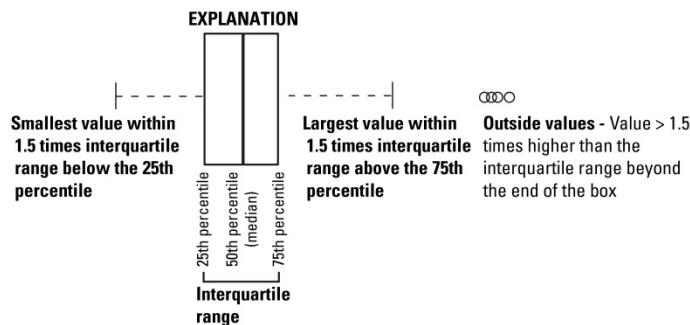 EXPLANATION
Smallest value within
1.5 times interquartile
range below the 25th
percentile
Largest value within
1.5 times interquartile
range above the 75th
percentile
Outside values - Value > 1.5
times higher than the
interquartile range beyond
the end of the box
25th percentile
50th percentile
(median)
75th percentile
Interquartile
range